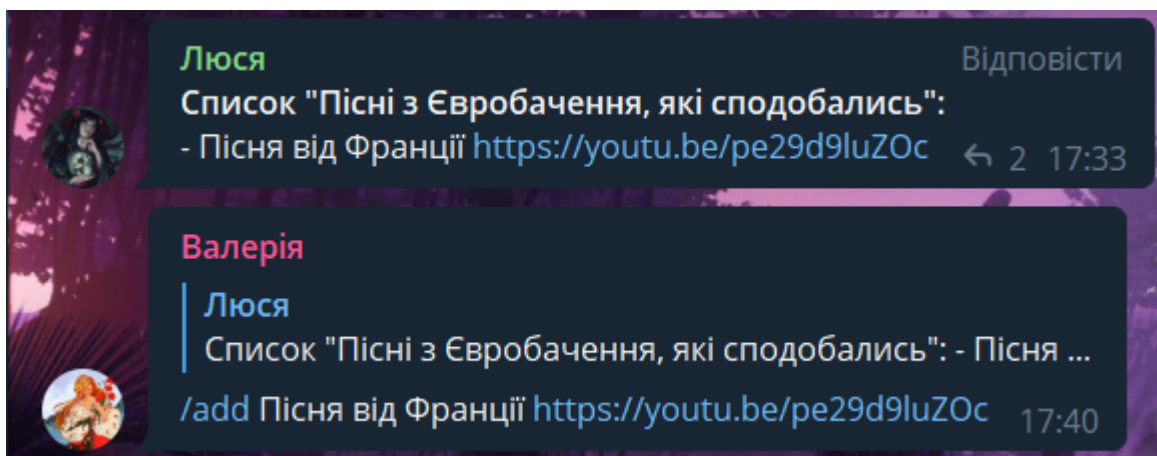 Люся
Відповісти
Список "Пісні з Євробачення, які сподобались":
- Пісня від Франції https://youtu.be/pe29d9luZOc
2 17:33
Валерія
Люся
Список "Пісні з Євробачення, які сподобались": - Пісня ...
/add Пісня від Франції https://youtu.be/pe29d9luZOc
17:40